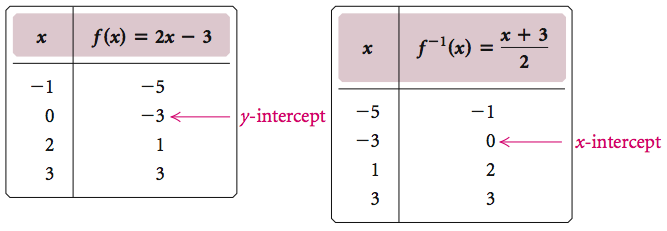 x f(x) = 2x − 3
−1 −5
0 −3 y-intercept
2 1
3 3
x f⁻¹(x) = (x + 3)/2
−5 −1
−3 0 x-intercept
1 2
3 3